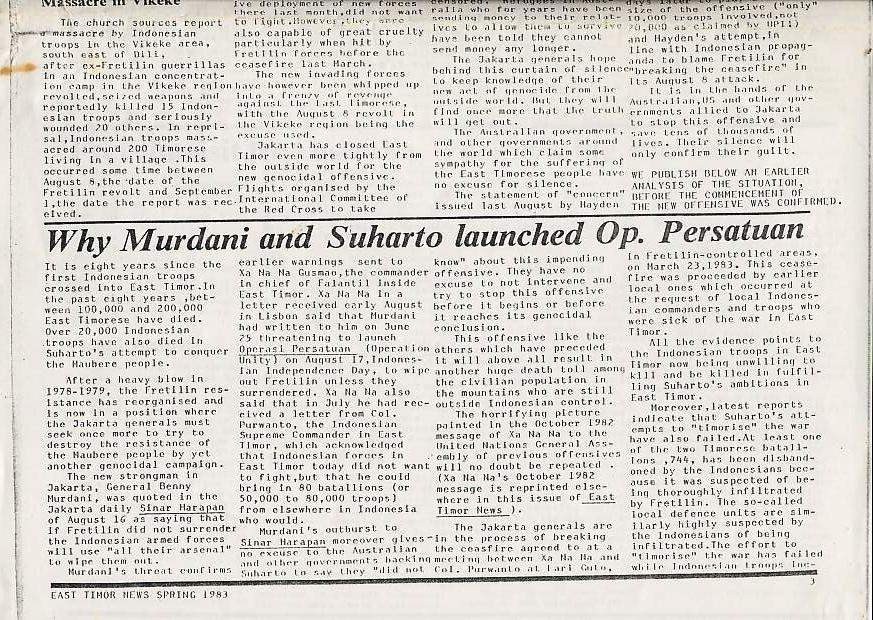 Massacre in Vikeke
The church sources report
a massacre by Indonesian
troops in the Vikeke area,
south east of Dili,
after ex-Fretilin guerillas
in an Indonesian concentrat-
ion camp in the Vikeke region
revolted,seized weapons and
reportedly killed 15 Indon-
esian troops and seriously
wounded 20 others. In repri-
sal,Indonesian troops mass-
acred around 200 Timorese
living in a village .This
occurred some time between
August 8,the date of the
Fretilin revolt and September
1,the date the report was rec-
eived.
ive deployment of new forces
there last month,did not want
to fight.However,they were
also capable of great cruelty
particularly when hit by
Fretilin forces before the
ceasefire last March.
The new invading forces
have however been whipped up
into a frenzy of revenge
against the East Timorese,
with the August 8 revolt in
the Vikeke region being the
excuse used.
Jakarta has closed East
Timor even more tightly from
the outside world for the
new genocidal offensive.
Flights organised by the
International Committee of
the Red Cross to take
censored. Refugees in Aust-
ralia who for years have been
sending money to their relat-
ives to allow them to survive
have been told they cannot
send money any longer.
The Jakarta generals hope
behind this curtain of silence
to keep knowledge of their
new act of genocide from the
outside world. But they will
find once more that the truth
will get out.
The Australian government,
and other governments around
the world which claim some
sympathy for the suffering of
the East Timorese people have
no excuse for silence.
The statement of "concern"
issued last August by Hayden
size of the offensive ("only"
10,000 troops involved,not
20,000 as claimed by UPI)
and Hayden's attempt,in
line with Indonesian propag-
anda to blame Fretilin for
"breaking the ceasefire" in
its August 8 attack.
It is in the hands of the
Australian,US and other gov-
ernments allied to Jakarta
to stop this offensive and
save tens of thousands of
lives. Their silence will
only confirm their guilt.
WE PUBLISH BELOW AN EARLIER
ANALYSIS OF THE SITUATION,
BEFORE THE COMMENCEMENT OF
THE NEW OFFENSIVE WAS CONFIRMED.
Why Murdani and Suharto launched Op. Persatuan
It is eight years since the
first Indonesian troops
crossed into East Timor.In
the past eight years ,bet-
ween 100,000 and 200,000
East Timorese have died.
Over 20,000 Indonesian
troops have also died in
Suharto's attempt to conquer
the Maubere people.
After a heavy blow in
1978-1979, the Fretilin res-
istance has reorganised and
is now in a position where
the Jakarta generals must
seek once more to try to
destroy the resistance of
the Maubere people by yet
another genocidal campaign.
The new strongman in
Jakarta, General Benny
Murdani, was quoted in the
Jakarta daily Sinar Harapan
of August 16 as saying that
if Fretilin did not surrender
the Indonesian armed forces
will use "all their arsenal"
to wipe them out.
Murdani's threat confirms
earlier warnings sent to
Xa Na Na Gusmao,the commander
in chief of Falantil inside
East Timor. Xa Na Na in a
letter received early August
in Lisbon said that Murdani
had written to him on June
25 threatening to launch
Operasi Persatuan (Operation
Unity) on August 17,Indones-
ian Independence Day, to wipe
out Fretilin unless they
surrendered. Xa Na Na also
said that in July he had rec-
eived a letter from Col.
Purwanto, the Indonesian
Supreme Commander in East
Timor, which acknowledged
that Indonesian forces in
East Timor today did not want
to fight,but that he could
bring in 80 batallions (or
50,000 to 80,000 troops)
from elsewhere in Indonesia
who would.
Murdani's outburst to
Sinar Harapan moreover gives
no excuse to the Australian
and other governments backing
Suharto to say they "did not
know" about this impending
offensive. They have no
excuse to not intervene and
try to stop this offensive
before it begins or before
it reaches its genocidal
conclusion.
This offensive like the
others which have preceded
it will above all result in
another huge death toll among
the civilian population in
the mountains who are still
outside Indonesian control.
The horrifying picture
painted in the October 1982
message of Xa Na Na to the
United Nations General Ass-
embly of previous offensives
will no doubt be repeated .
(Xa Na Na's October 1982
message is reprinted else-
where in this issue of East
Timor News ).
The Jakarta generals are
in the process of breaking
the ceasfire agreed to at a
meeting between Xa Na Na and
Col. Purwanto at Lari Guto,
in Fretilin-controlled areas,
on March 23,1983. This cease-
fire was proceeded by earlier
local ones which occurred at
the request of local Indones-
ian commanders and troops who
were sick of the war in East
Timor.
All the evidence points to
the Indonesian troops in East
Timor now being unwilling to
kill and be killed in fulfil-
ling Suharto's ambitions in
East Timor.
Moreover,latest reports
indicate that Suharto's att-
empts to "timorise" the war
have also failed.At least one
of the two Timorese batall-
ions ,744, has been disband-
oned by the Indonesians bec-
ause it was suspected of be-
ing thoroughly infiltrated
by Fretilin. The so-called
local defence units are sim-
ilarly highly suspected by
the Indonesians of being
infiltrated.The effort to
"timorise" the war has failed
while Indonesian troops inc-
EAST TIMOR NEWS SPRING 1983
3